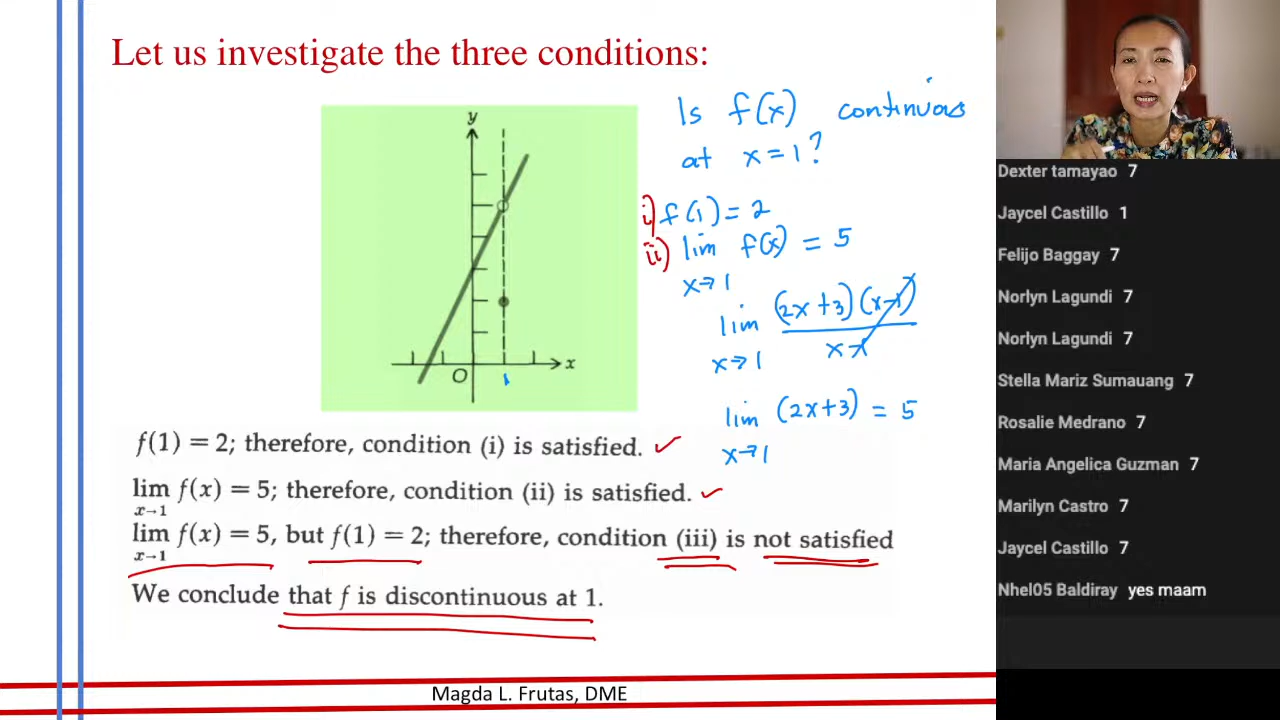 Let us investigate the three conditions:
y
x
O
1
Is f(x) continuous
at x = 1?
i) f(1) = 2
ii) lim f(x) = 5
x→1
lim (2x+3)(x-1)
x→1 x-1
lim (2x+3) = 5
x→1
f(1) = 2; therefore, condition (i) is satisfied. ✓
lim f(x) = 5; therefore, condition (ii) is satisfied. ✓
x→1
lim f(x) = 5, but f(1) = 2; therefore, condition (iii) is not satisfied
x→1
We conclude that f is discontinuous at 1.
Magda L. Frutas, DME
Dexter tamayao 7
Jaycel Castillo 1
Felijo Baggay 7
Norlyn Lagundi 7
Norlyn Lagundi 7
Stella Mariz Sumauang 7
Rosalie Medrano 7
Maria Angelica Guzman 7
Marilyn Castro 7
Jaycel Castillo 7
Nhel05 Baldiray yes maam